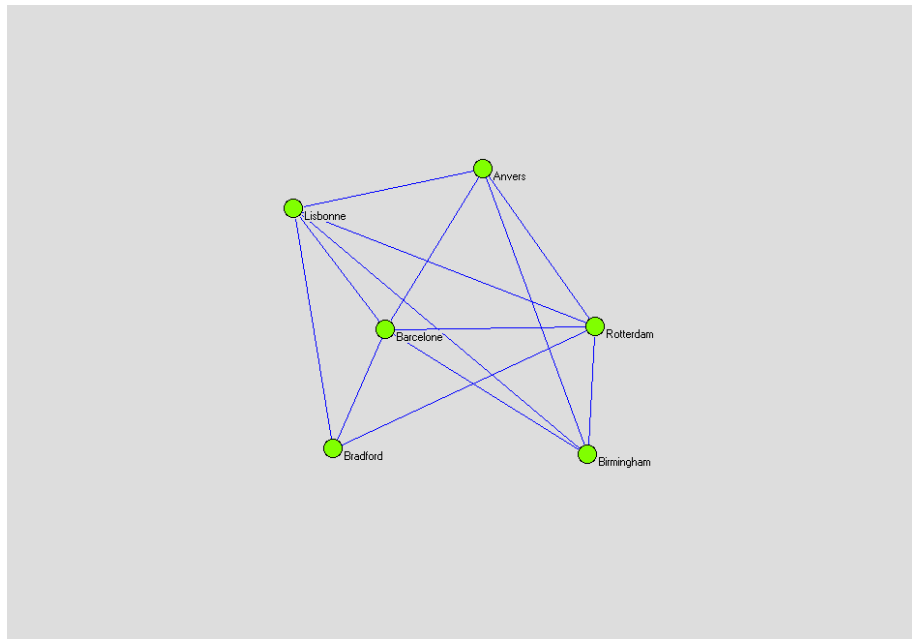 Anvers
Lisbonne
Rotterdam
Barcelone
Bradford
Birmingham